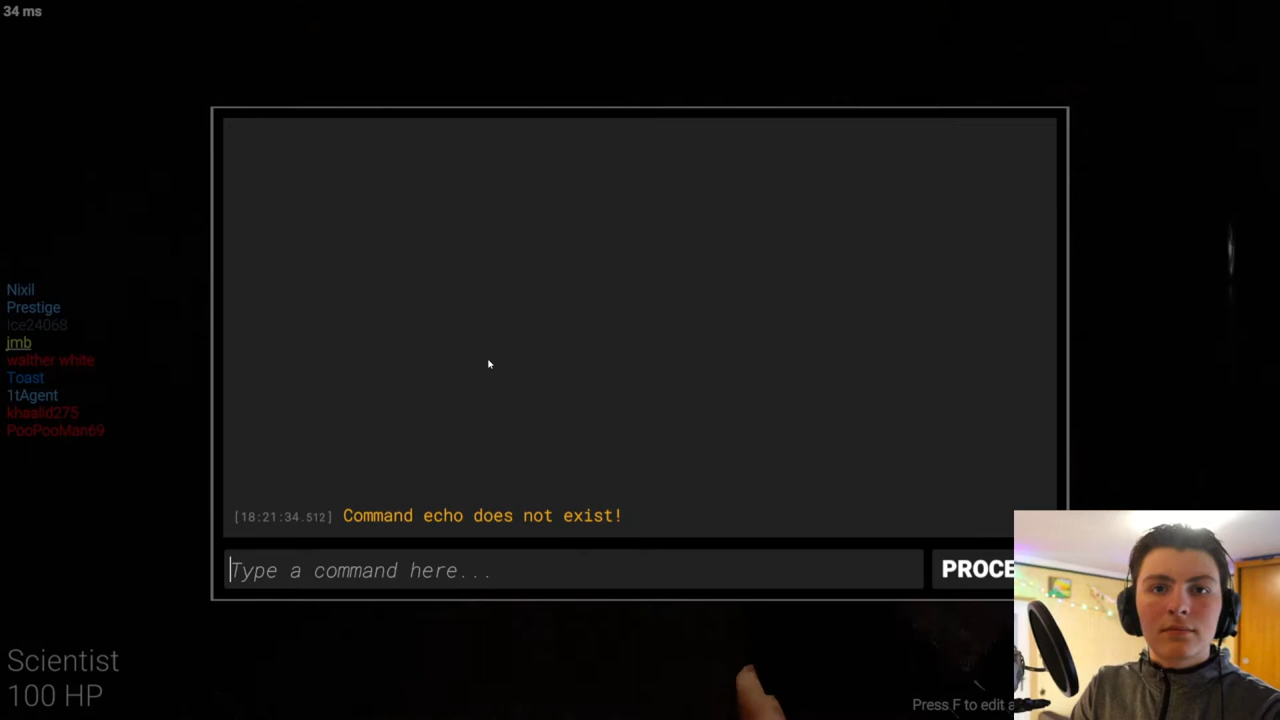 34 ms
Nixil
Prestige
Ice24068
jmb
walther white
Toast
1tAgent
khaalid275
PooPooMan69
[18:21:34.512] Command echo does not exist!
Type a command here...
PROCE
Scientist
100 HP
Press F to edit a